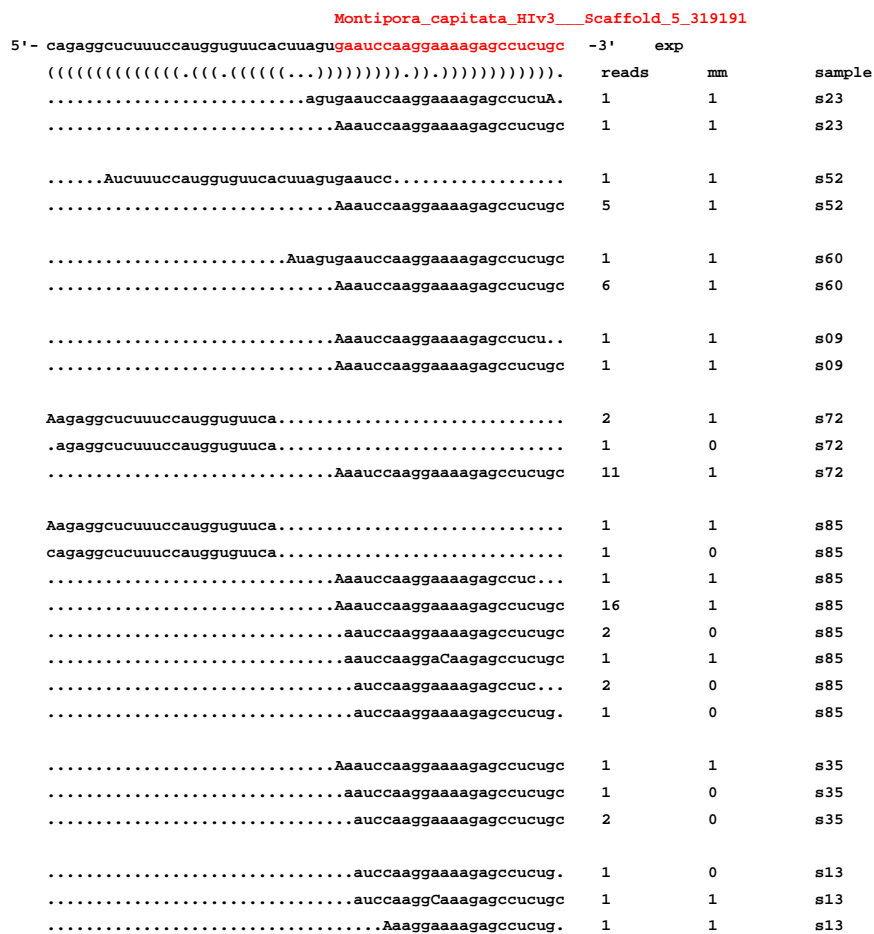 Montipora_capitata_HIv3___Scaffold_5_319191
5'- cagaggcucuuuccaugguguucacuuagugaauccaaggaaaagagccucugc -3' exp
((((((((((((((.(((.((((((...))))))))).)).)))))))))))). reads mm sample
...........................agugaauccaaggaaaagagccucuA. 1 1 s23
..............................Aaauccaaggaaaagagccucugc 1 1 s23
......Aucuuuccaugguguucacuuagugaaucc.................. 1 1 s52
..............................Aaauccaaggaaaagagccucugc 5 1 s52
.........................Auagugaauccaaggaaaagagccucugc 1 1 s60
..............................Aaauccaaggaaaagagccucugc 6 1 s60
..............................Aaauccaaggaaaagagccucu.. 1 1 s09
..............................Aaauccaaggaaaagagccucugc 1 1 s09
Aagaggcucuuuccaugguguuca.............................. 2 1 s72
.agaggcucuuuccaugguguuca.............................. 1 0 s72
..............................Aaauccaaggaaaagagccucugc 11 1 s72
Aagaggcucuuuccaugguguuca.............................. 1 1 s85
cagaggcucuuuccaugguguuca.............................. 1 0 s85
..............................Aaauccaaggaaaagagccuc... 1 1 s85
..............................Aaauccaaggaaaagagccucugc 16 1 s85
...............................aauccaaggaaaagagccucugc 2 0 s85
...............................aauccaaggaCaagagccucugc 1 1 s85
................................auccaaggaaaagagccuc... 2 0 s85
................................auccaaggaaaagagccucug. 1 0 s85
..............................Aaauccaaggaaaagagccucugc 1 1 s35
...............................aauccaaggaaaagagccucugc 1 0 s35
................................auccaaggaaaagagccucugc 2 0 s35
................................auccaaggaaaagagccucug. 1 0 s13
................................auccaaggCaaagagccucugc 1 1 s13
...................................Aaaggaaaagagccucug. 1 1 s13